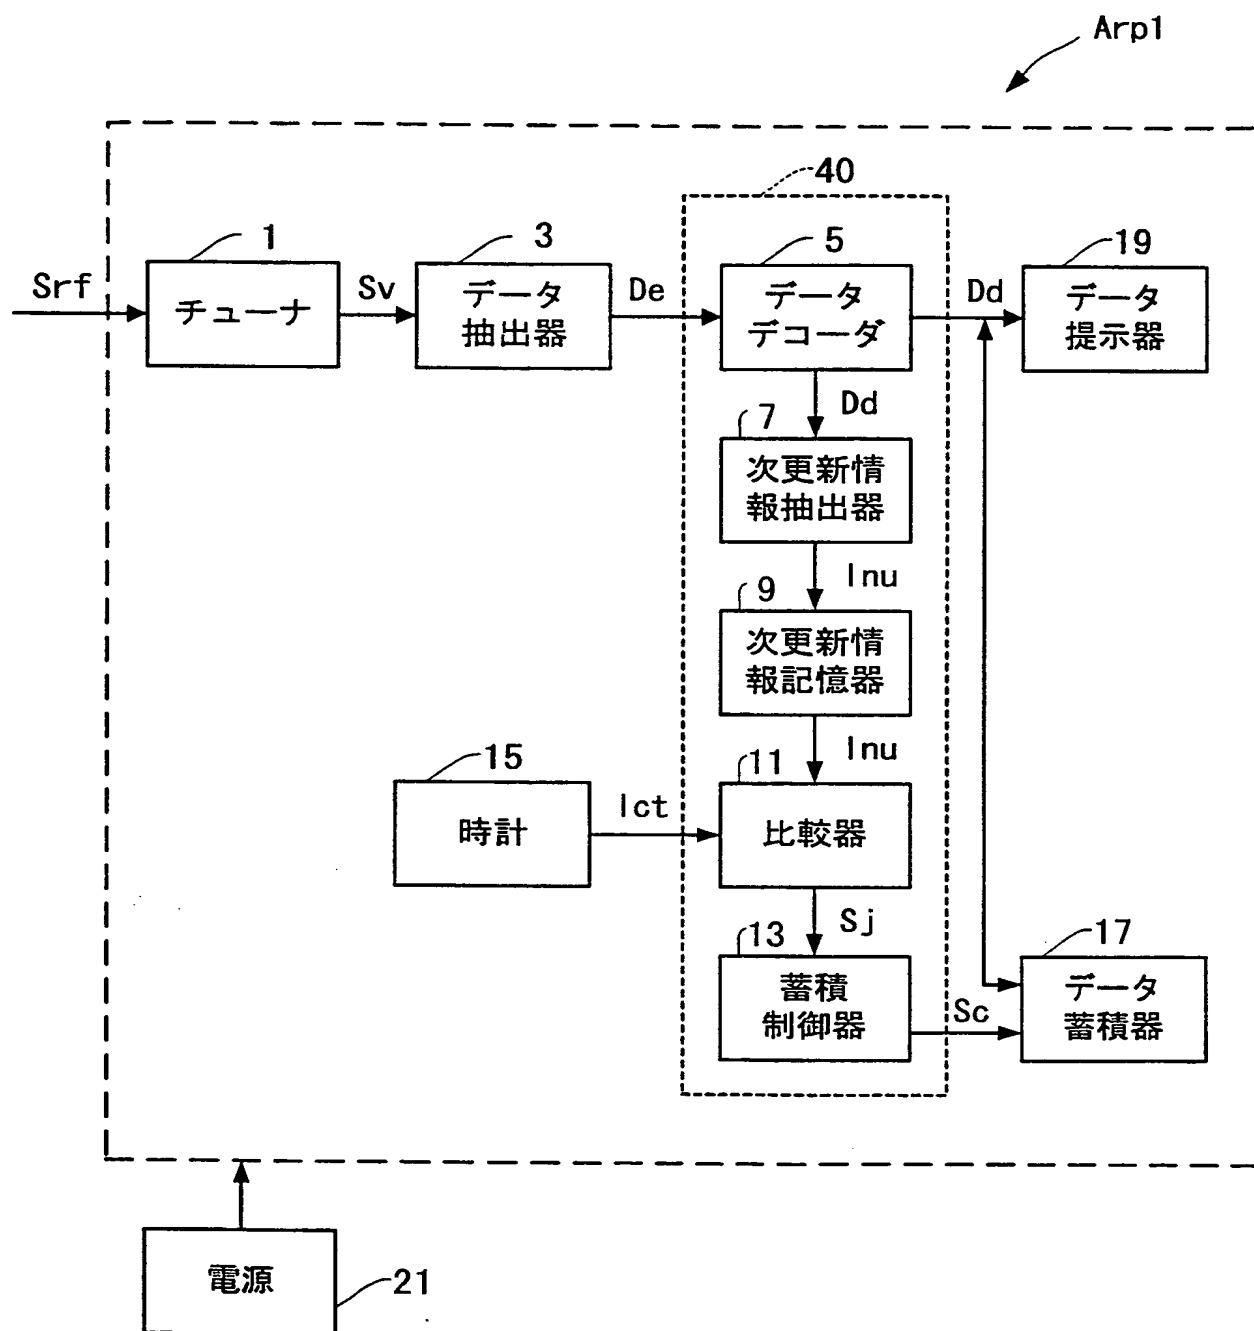 Arp1
40
1
3
5
19
Srf
チューナ
Sv
データ
抽出器
De
データ
デコーダ
Dd
データ
提示器
Dd
7
次更新情
報抽出器
Inu
9
次更新情
報記憶器
Inu
15
時計
Ict
11
比較器
Sj
13
蓄積
制御器
Sc
17
データ
蓄積器
電源
21